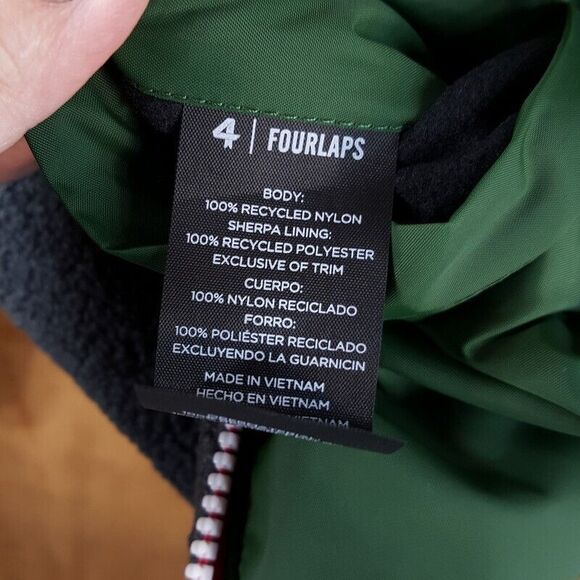 4 | FOURLAPS
BODY:
100% RECYCLED NYLON
SHERPA LINING:
100% RECYCLED POLYESTER
EXCLUSIVE OF TRIM
CUERPO:
100% NYLON RECICLADO
FORRO:
100% POLIÉSTER RECICLADO
EXCLUYENDO LA GUARNICIN
MADE IN VIETNAM
HECHO EN VIETNAM
VIETNAM